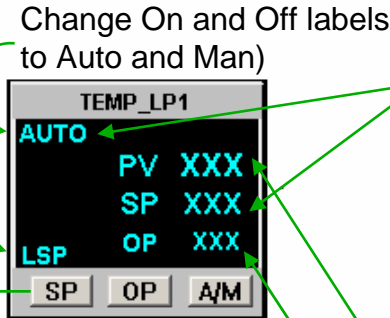 Change On and Off labels
to Auto and Man)
TEMP_LP1
AUTO
PV XXX
SP XXX
OP XXX
LSP
SP OP A/M